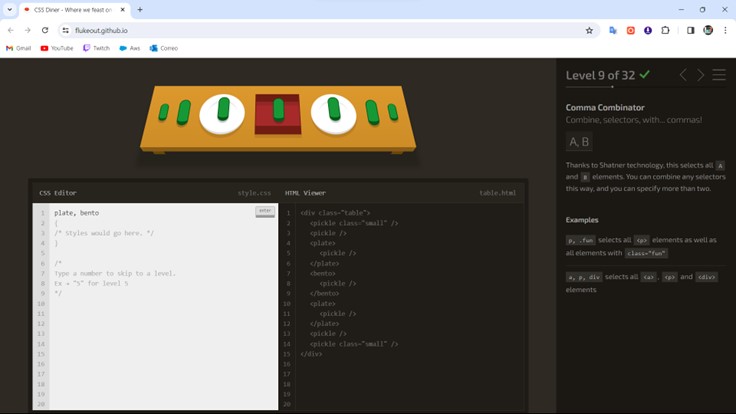 CSS Diner - Where we feast on
flukeout.github.io
Gmail
YouTube
Twitch
Aws
Correo
Level 9 of 32
Comma Combinator
Combine, selectors, with... commas!
A, B
Thanks to Shatner technology, this selects all A
and B elements. You can combine any selectors
this way, and you can specify more than two.
Examples
p, .fun selects all <p> elements as well as
all elements with class="fun"
a, p, div selects all <a>, <p> and <div>
elements
CSS Editor
style.css
1 plate, bento
enter
2 {
3 /* Styles would go here. */
4 }
5
6 /*
7 Type a number to skip to a level.
8 Ex → "5" for level 5
9 */
10
11
12
13
14
15
16
17
18
19
20
HTML Viewer
table.html
1 <div class="table">
2 <pickle class="small" />
3 <pickle />
4 <plate>
5 <pickle />
6 </plate>
7 <bento>
8 <pickle />
9 </bento>
10 <plate>
11 <pickle />
12 </plate>
13 <pickle />
14 <pickle class="small" />
15 </div>
16
17
18
19
20